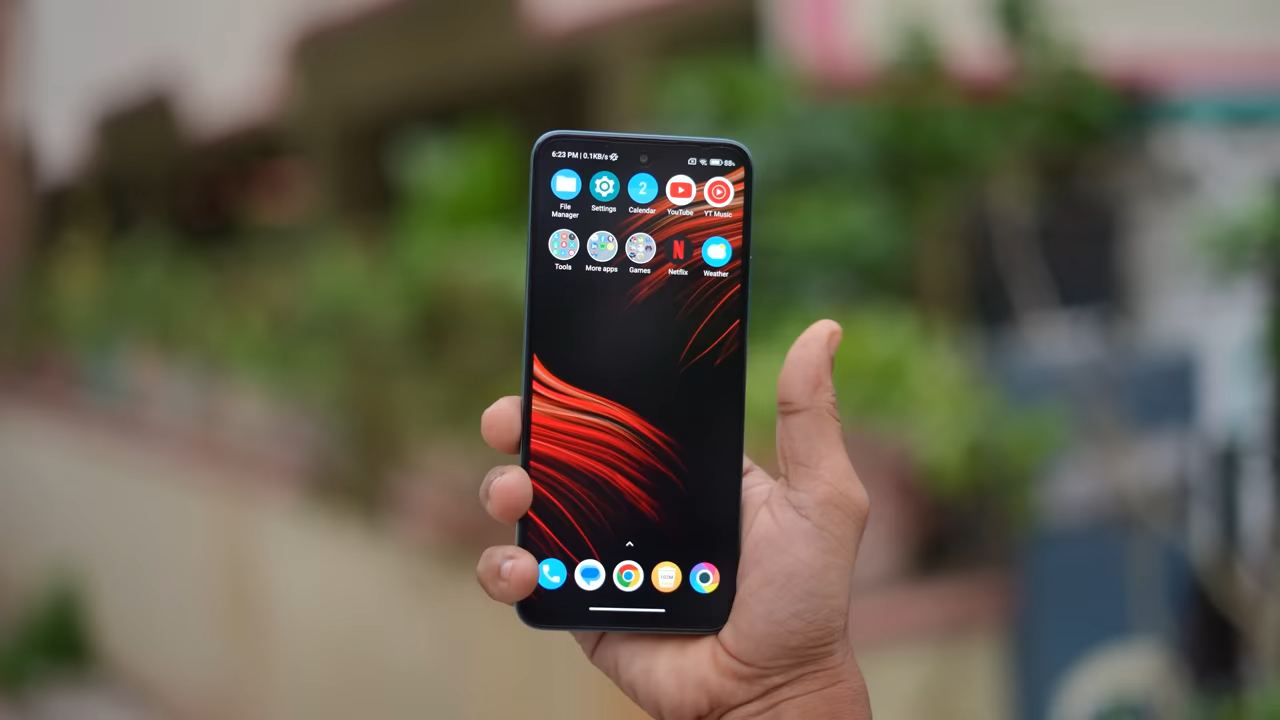 6:23 PM | 0.1KB/s
88%
2
File Manager
Settings
Calendar
YouTube
YT Music
Tools
More apps
Games
N
Netflix
Weather